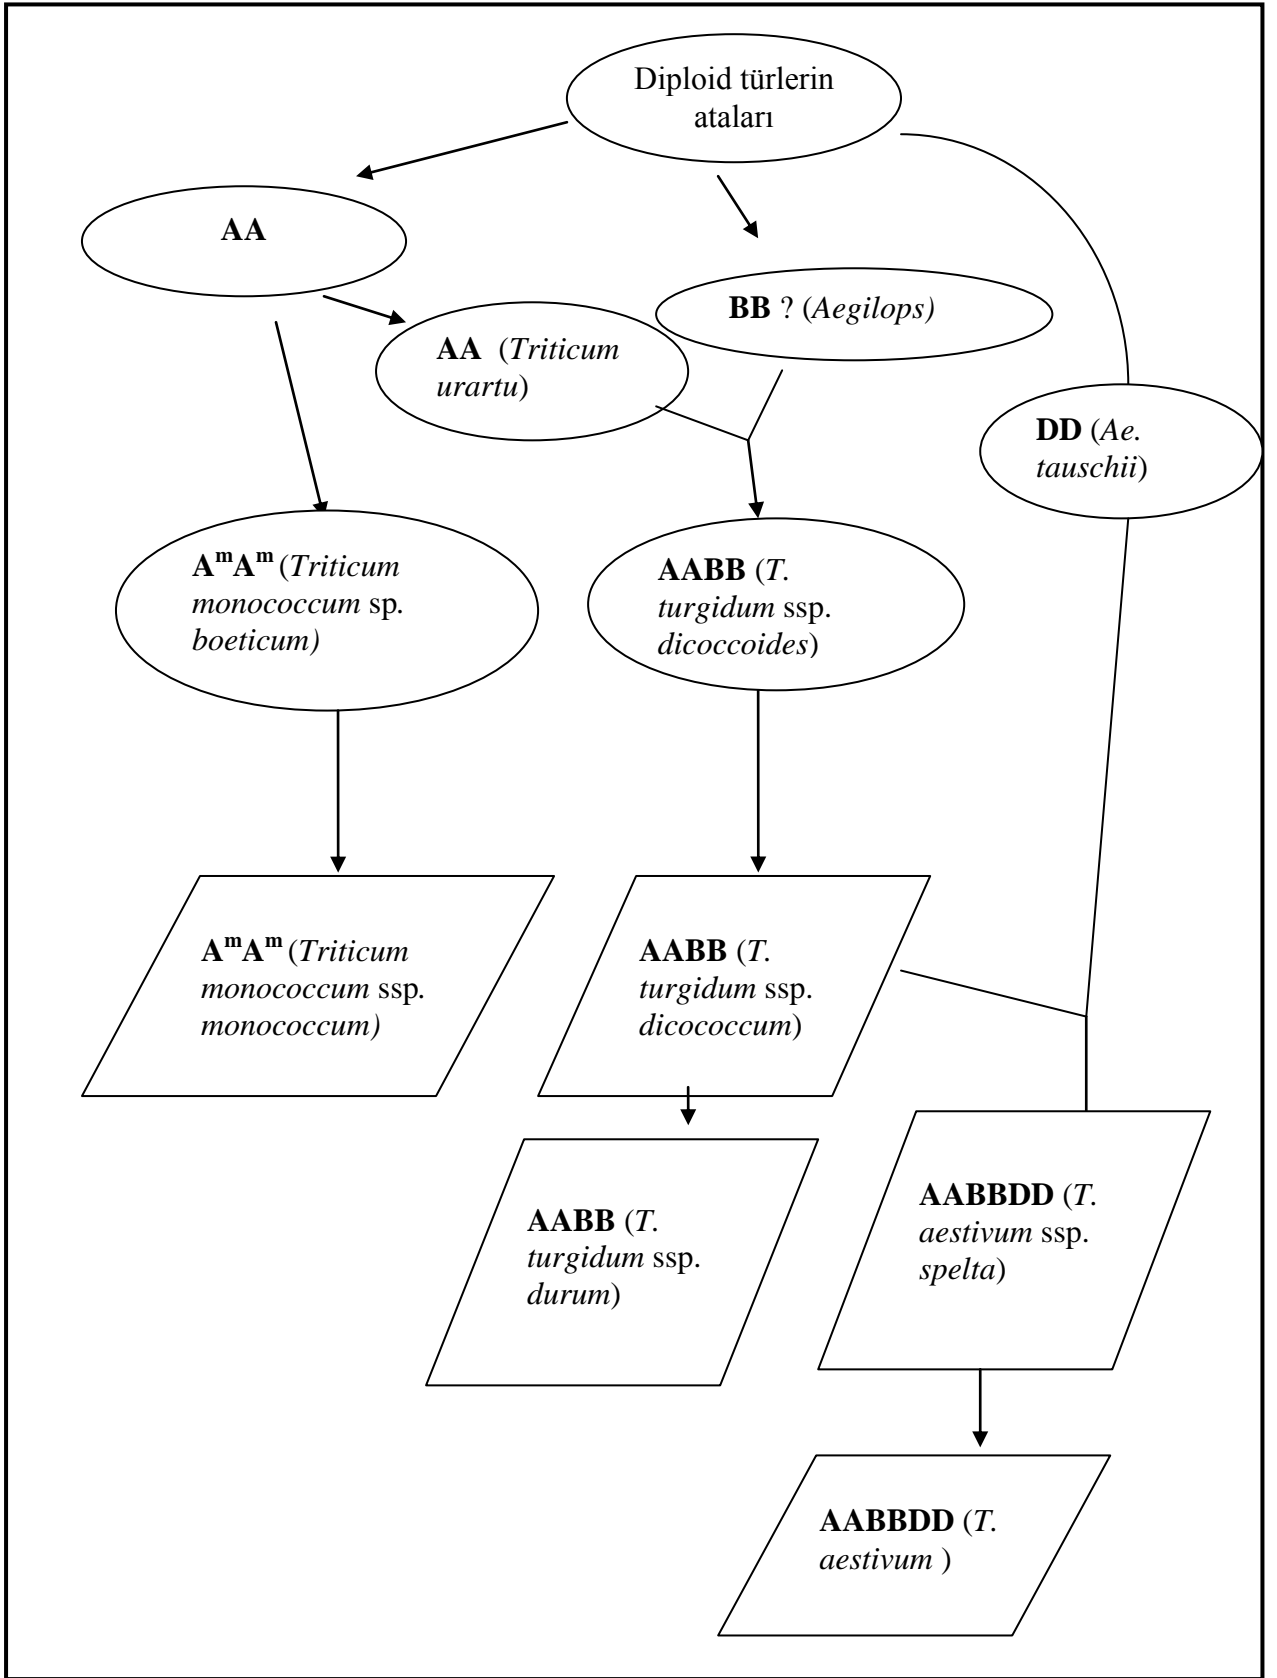 Diploid türlerin
ataları
AA
BB ? (Aegilops)
AA (Triticum
urartu)
DD (Ae.
tauschii)
AᵐAᵐ (Triticum
monococcum sp.
boeticum)
AABB (T.
turgidum ssp.
dicoccoides)
AᵐAᵐ (Triticum
monococcum ssp.
monococcum)
AABB (T.
turgidum ssp.
dicococcum)
AABB (T.
turgidum ssp.
durum)
AABBDD (T.
aestivum ssp.
spelta)
AABBDD (T.
aestivum )